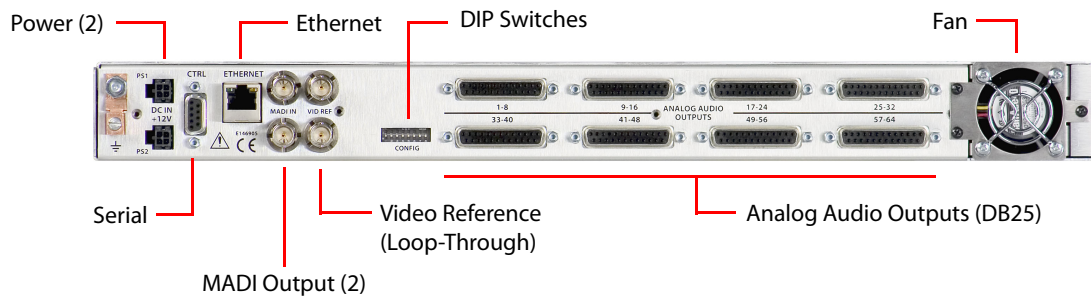 Power (2)
Ethernet
DIP Switches
Fan
PS1
CTRL
ETHERNET
DC IN
+12V
MADI IN
VID REF
E146905
CE
PS2
CONFIG
1-8
9-16
ANALOG AUDIO
OUTPUTS
17-24
25-32
33-40
41-48
49-56
57-64
Serial
Video Reference
(Loop-Through)
Analog Audio Outputs (DB25)
MADI Output (2)